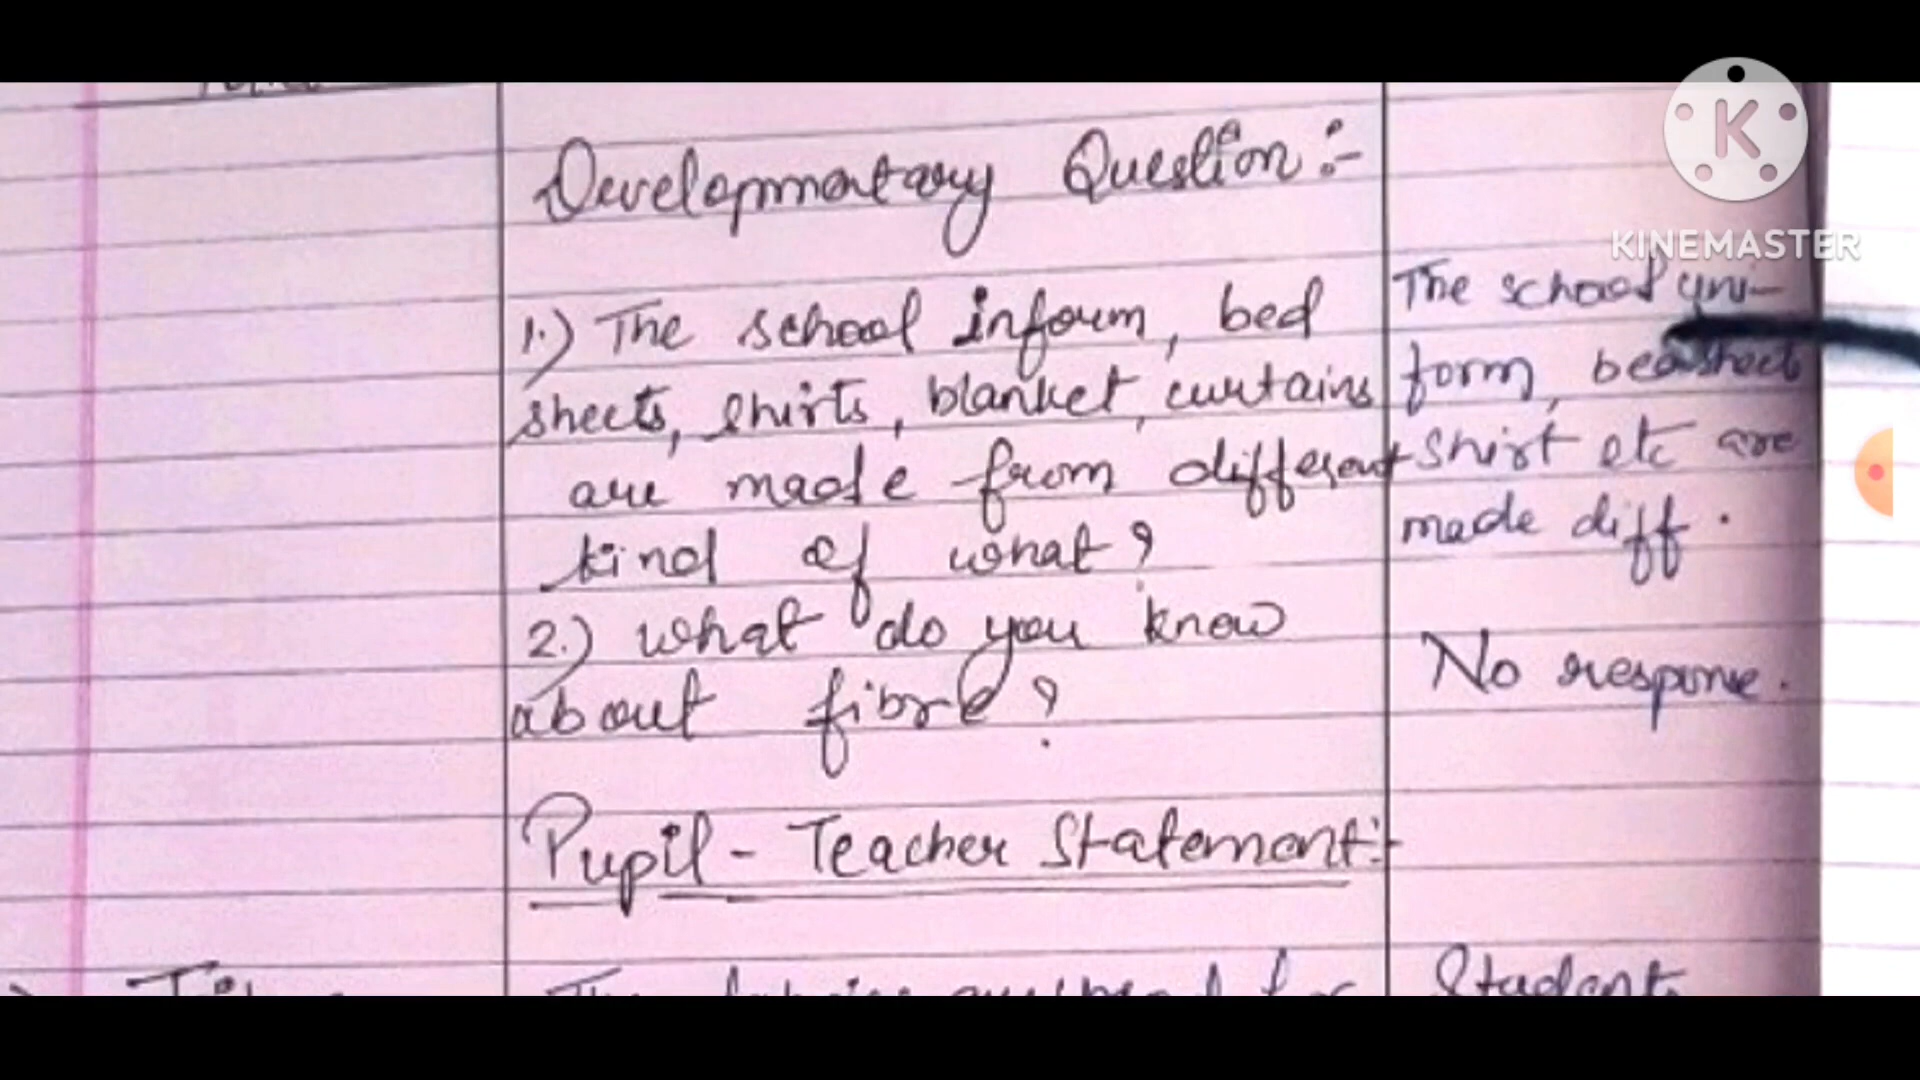 Developmentary Question :-
1.) The school inform, bed
sheets, shirts, blanket, curtains
are made from different
kind of what?
2.) what do you know
about fibre?
The school uni-
form, bedsheets
shirt etc are
made diff.
No response.
Pupil - Teacher Statement :-
Students
K
KINEMASTER